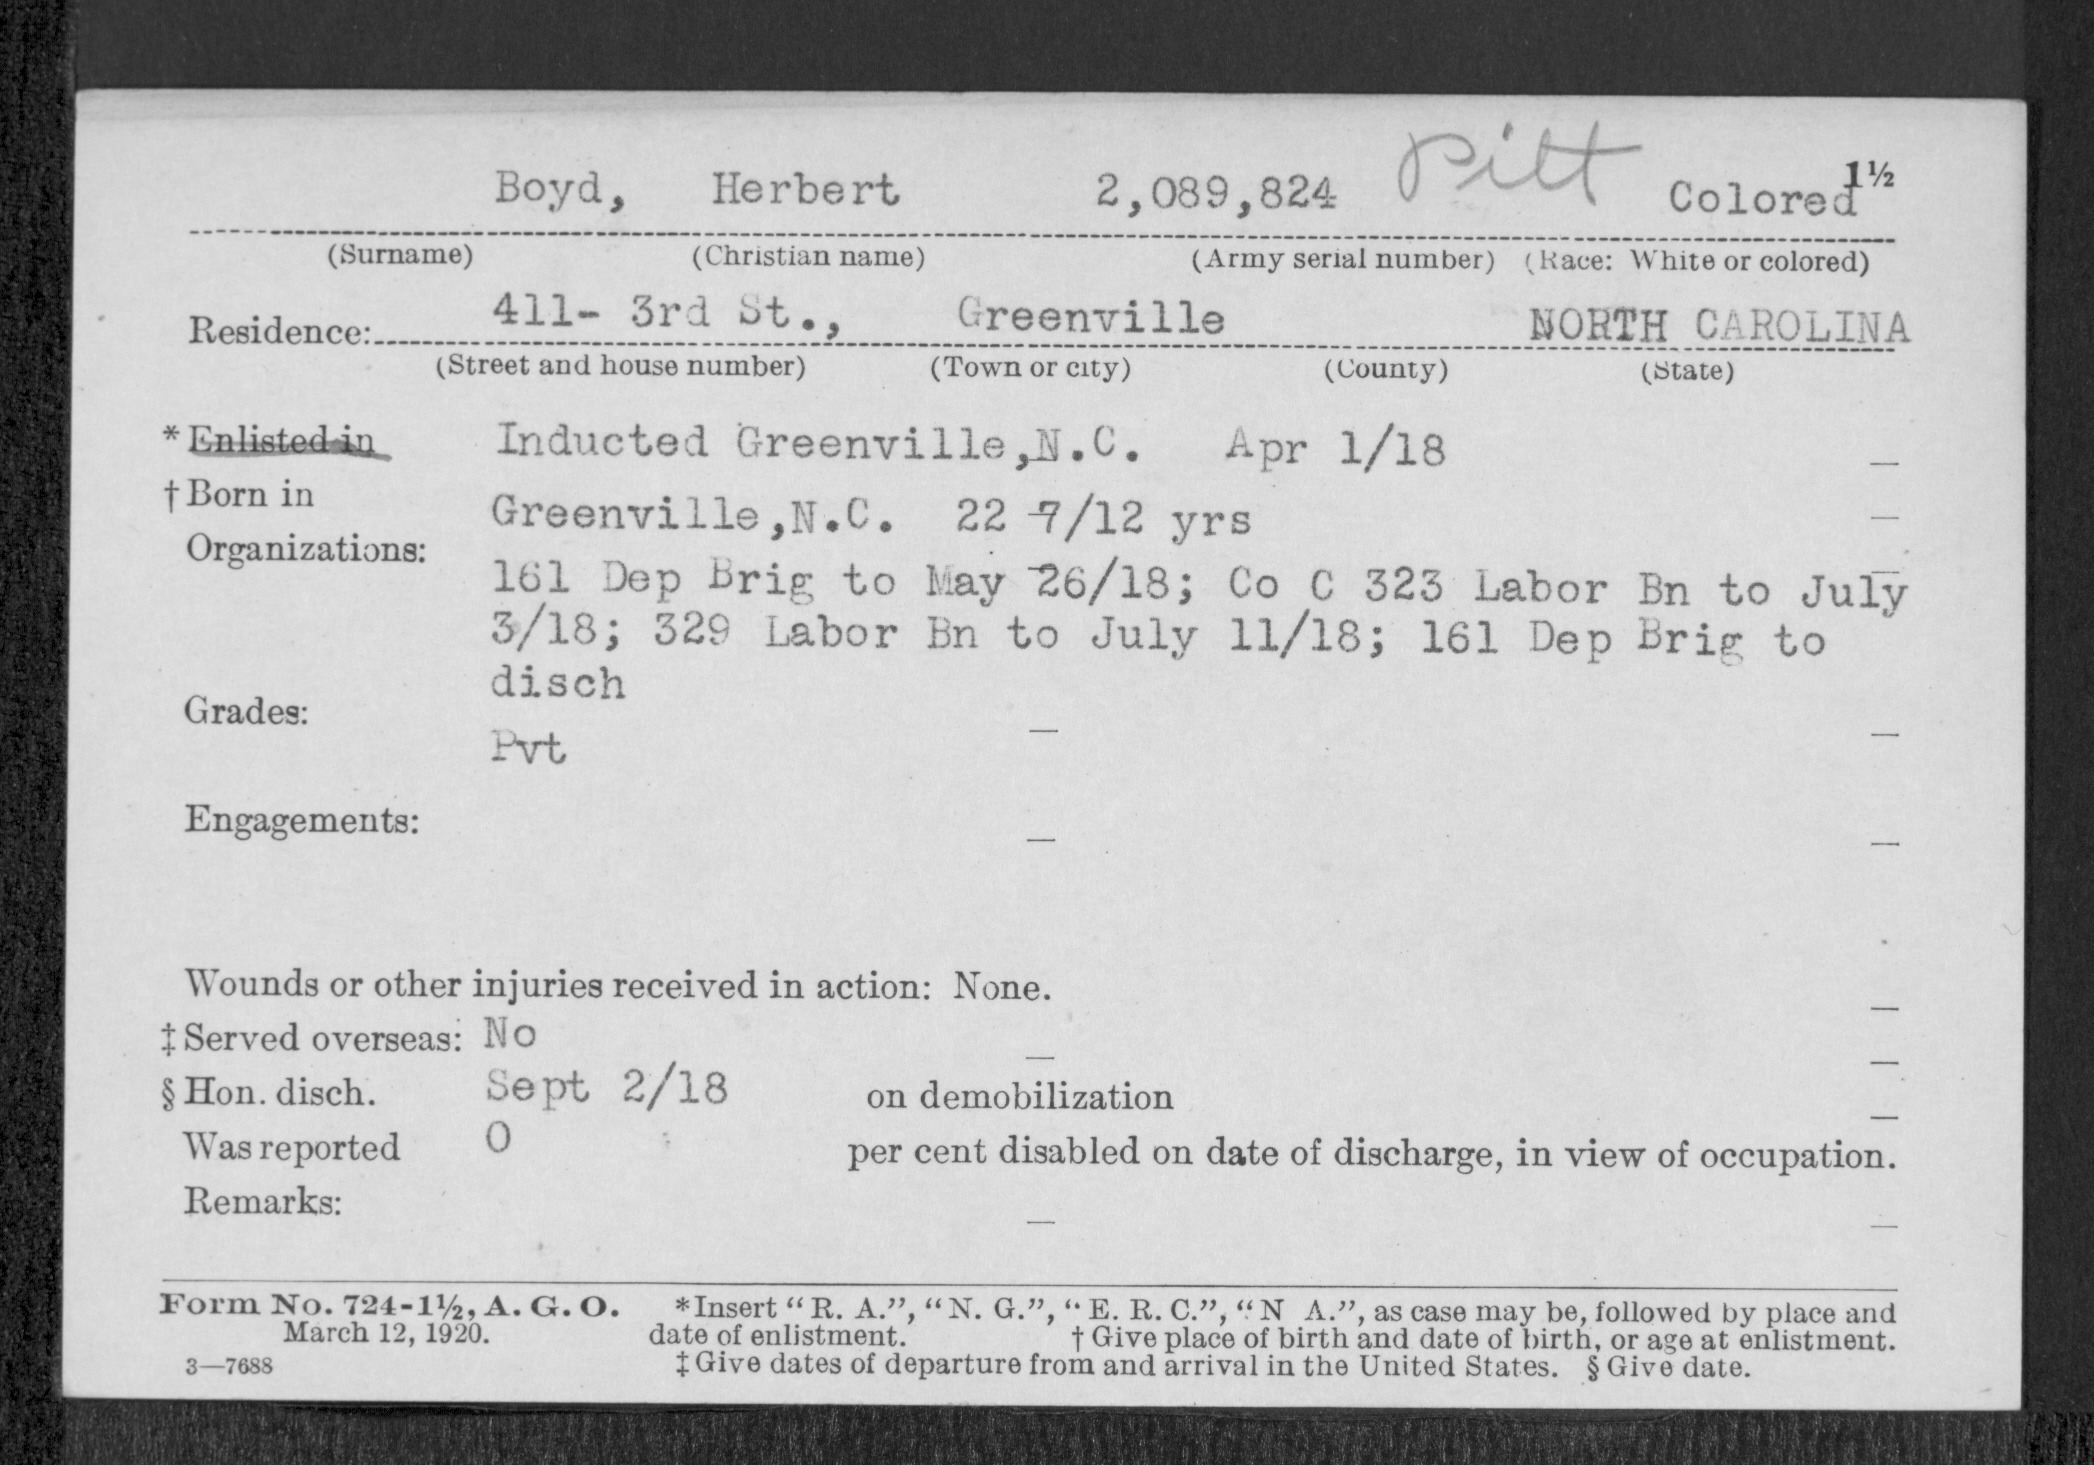 Boyd, Herbert 2,089,824 Pitt Colored 1½
(Surname) (Christian name) (Army serial number) (Race: White or colored)
Residence: 411- 3rd St., Greenville NORTH CAROLINA
(Street and house number) (Town or city) (County) (State)
* Enlisted in Inducted Greenville,N.C. Apr 1/18
† Born in Greenville,N.C. 22 7/12 yrs
Organizations: 161 Dep Brig to May 26/18; Co C 323 Labor Bn to July
3/18; 329 Labor Bn to July 11/18; 161 Dep Brig to
disch
Grades: Pvt
Engagements:
Wounds or other injuries received in action: None.
‡ Served overseas: No
§ Hon. disch. Sept 2/18 on demobilization
Was reported 0 per cent disabled on date of discharge, in view of occupation.
Remarks:
Form No. 724-1½, A. G. O. *Insert "R. A.", "N. G.", "E. R. C.", "N A.", as case may be, followed by place and
March 12, 1920. date of enlistment. † Give place of birth and date of birth, or age at enlistment.
3—7688 ‡ Give dates of departure from and arrival in the United States. § Give date.